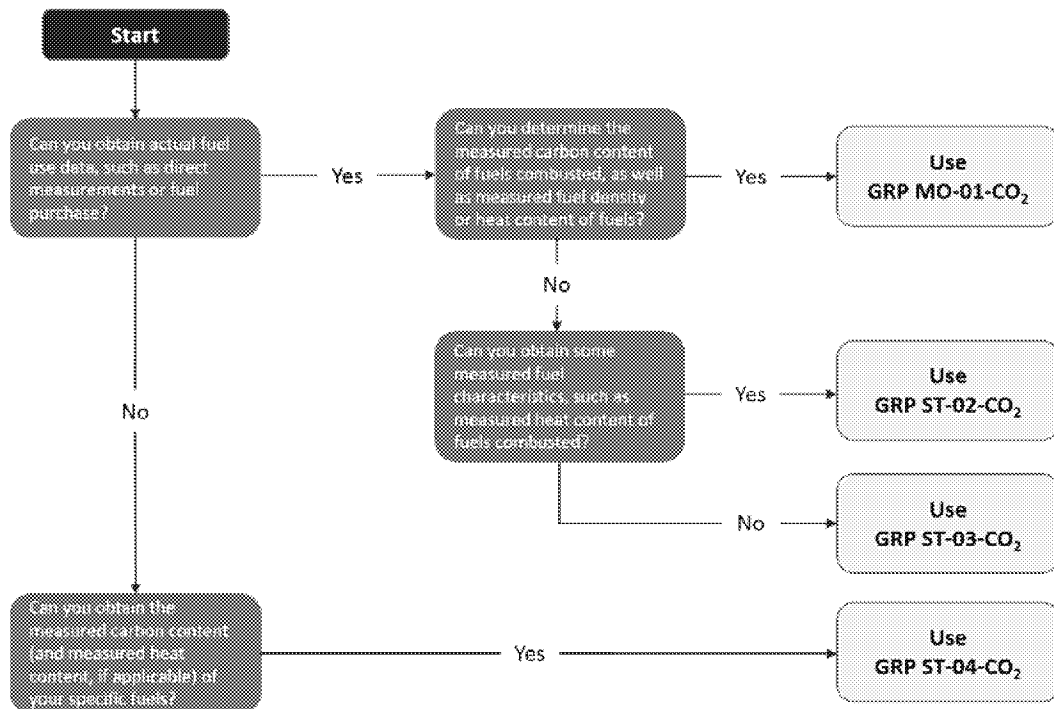 Start
Can you obtain actual fuel
use data, such as direct
measurements or fuel
purchase?
Yes
Can you determine the
measured carbon content
of fuels combusted, as well
as measured fuel density
or heat content of fuels?
Yes
Use
GRP MO-01-CO₂
No
Can you obtain some
measured fuel
characteristics, such as
measured heat content of
fuels combusted?
Yes
Use
GRP ST-02-CO₂
No
No
Use
GRP ST-03-CO₂
Can you obtain the
measured carbon content
(and measured heat
content, if applicable) of
your specific fuels?
Yes
Use
GRP ST-04-CO₂